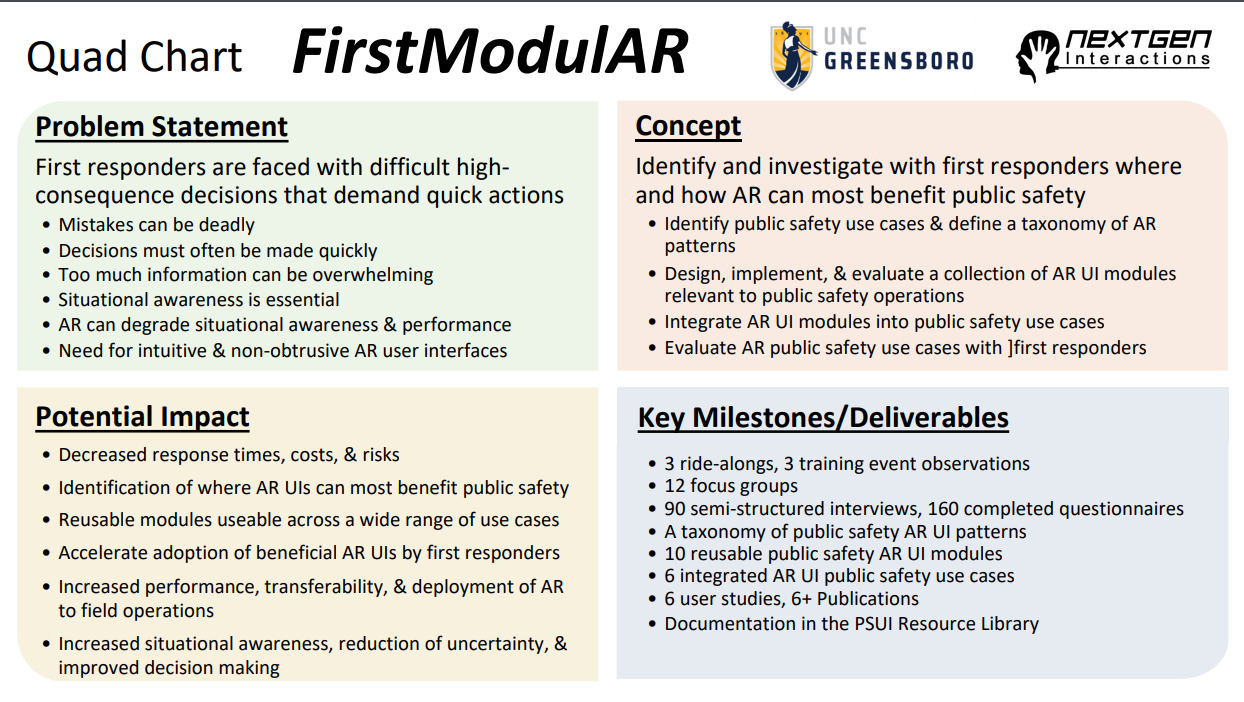 Quad Chart FirstModulAR
UNC
GREENSBORO
NEXTGEN
Interactions
Problem Statement
First responders are faced with difficult high-
consequence decisions that demand quick actions
• Mistakes can be deadly
• Decisions must often be made quickly
• Too much information can be overwhelming
• Situational awareness is essential
• AR can degrade situational awareness & performance
• Need for intuitive & non-obtrusive AR user interfaces
Concept
Identify and investigate with first responders where
and how AR can most benefit public safety
• Identify public safety use cases & define a taxonomy of AR
patterns
• Design, implement, & evaluate a collection of AR UI modules
relevant to public safety operations
• Integrate AR UI modules into public safety use cases
• Evaluate AR public safety use cases with ]first responders
Potential Impact
• Decreased response times, costs, & risks
• Identification of where AR UIs can most benefit public safety
• Reusable modules useable across a wide range of use cases
• Accelerate adoption of beneficial AR UIs by first responders
• Increased performance, transferability, & deployment of AR
to field operations
• Increased situational awareness, reduction of uncertainty, &
improved decision making
Key Milestones/Deliverables
• 3 ride-alongs, 3 training event observations
• 12 focus groups
• 90 semi-structured interviews, 160 completed questionnaires
• A taxonomy of public safety AR UI patterns
• 10 reusable public safety AR UI modules
• 6 integrated AR UI public safety use cases
• 6 user studies, 6+ Publications
• Documentation in the PSUI Resource Library